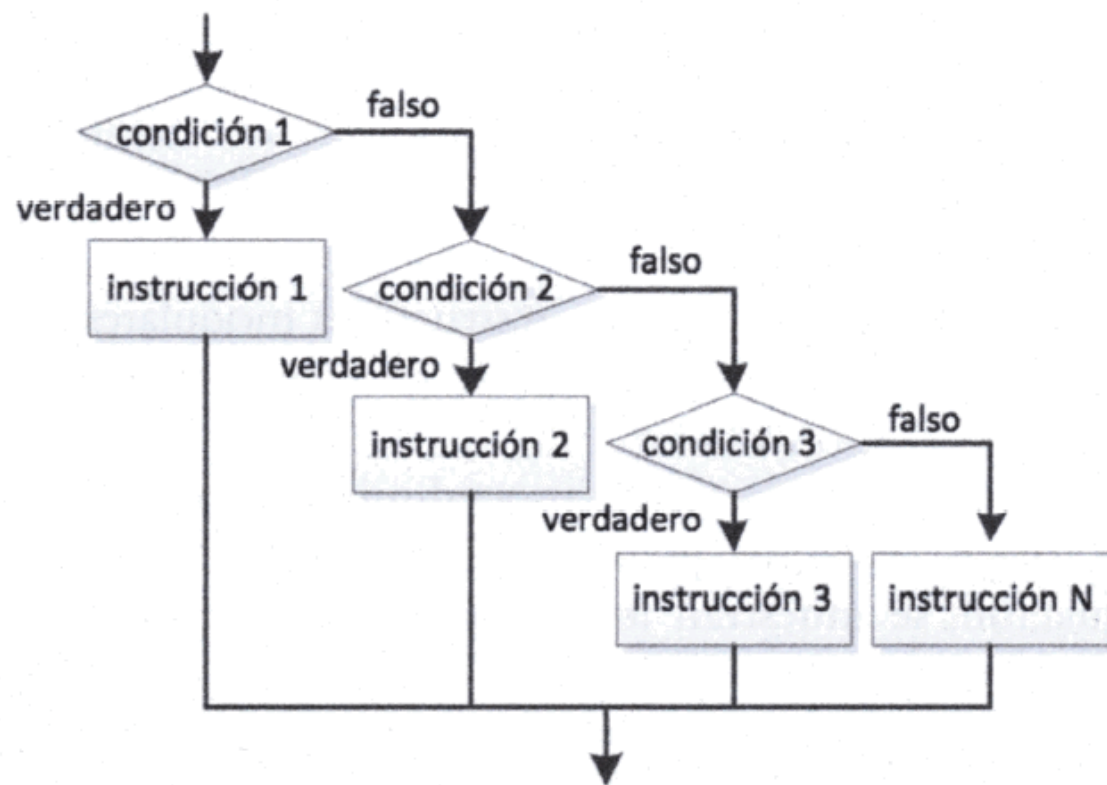 falso
condición 1
verdadero
instrucción 1
falso
condición 2
verdadero
instrucción 2
falso
condición 3
verdadero
instrucción 3
instrucción N